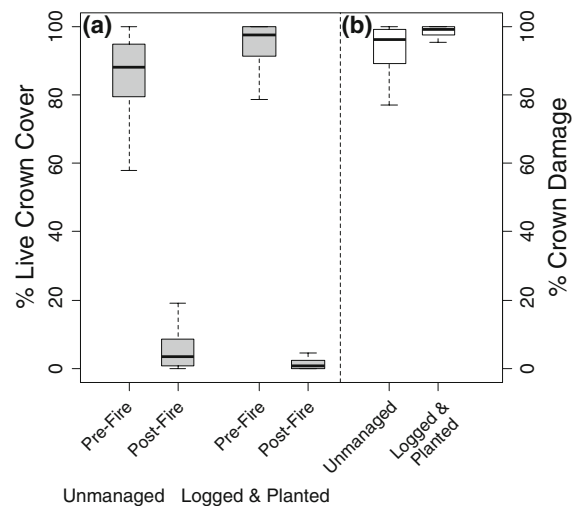 (a)
(b)
% Live Crown Cover
0
20
40
60
80
100
% Crown Damage
0
20
40
60
80
100
Pre-Fire
Post-Fire
Pre-Fire
Post-Fire
Unmanaged
Logged &
Planted
Unmanaged
Logged & Planted